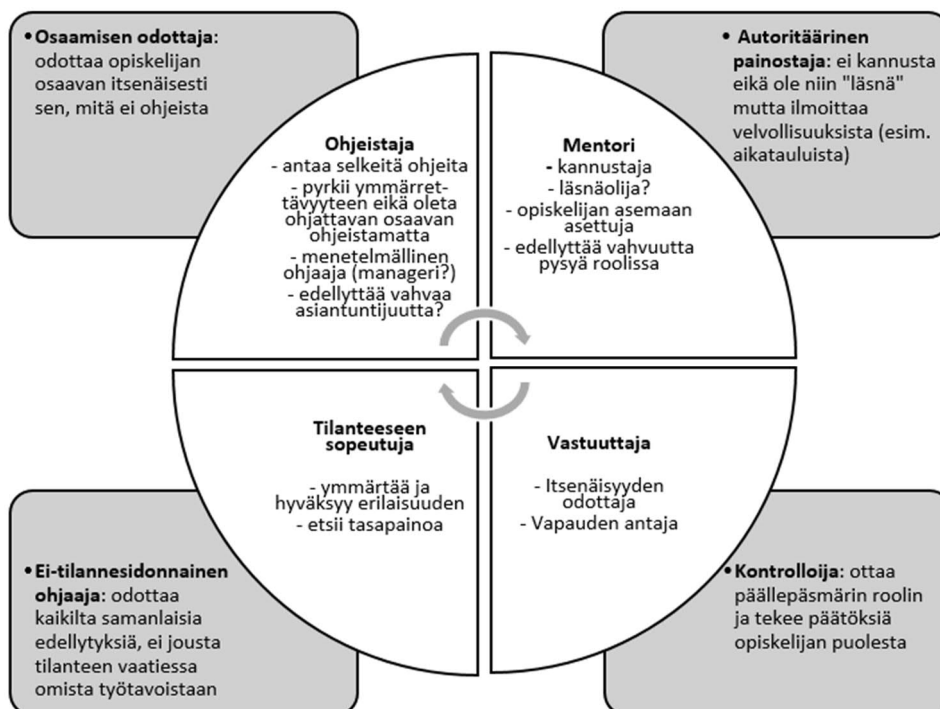 • Osaamisen odottaja:
odottaa opiskelijan
osaavan itsenäisesti
sen, mitä ei ohjeista
• Autoritäärinen
painostaja: ei kannusta
eikä ole niin "läsnä"
mutta ilmoittaa
velvollisuuksista (esim.
aikatauluista)
Ohjeistaja
- antaa selkeitä ohjeita
- pyrkii ymmärret-
tävyyteen eikä oleta
ohjattavan osaavan
ohjeistamatta
- menetelmällinen
ohjaaja (manageri?)
- edellyttää vahvaa
asiantuntijuutta?
Mentori
- kannustaja
- läsnäolija?
- opiskelijan asemaan
asettuja
- edellyttää vahvuutta
pysyä roolissa
Tilanteeseen
sopeutuja
- ymmärtää ja
hyväksyy erilaisuuden
- etsii tasapainoa
Vastuuttaja
- Itsenäisyyden
odottaja
- Vapauden antaja
• Ei-tilannesidonnainen
ohjaaja: odottaa
kaikilta samanlaisia
edellytyksiä, ei jousta
tilanteen vaatiessa
omista työtavoistaan
• Kontrolloija: ottaa
päällepäsmärin roolin
ja tekee päätöksiä
opiskelijan puolesta